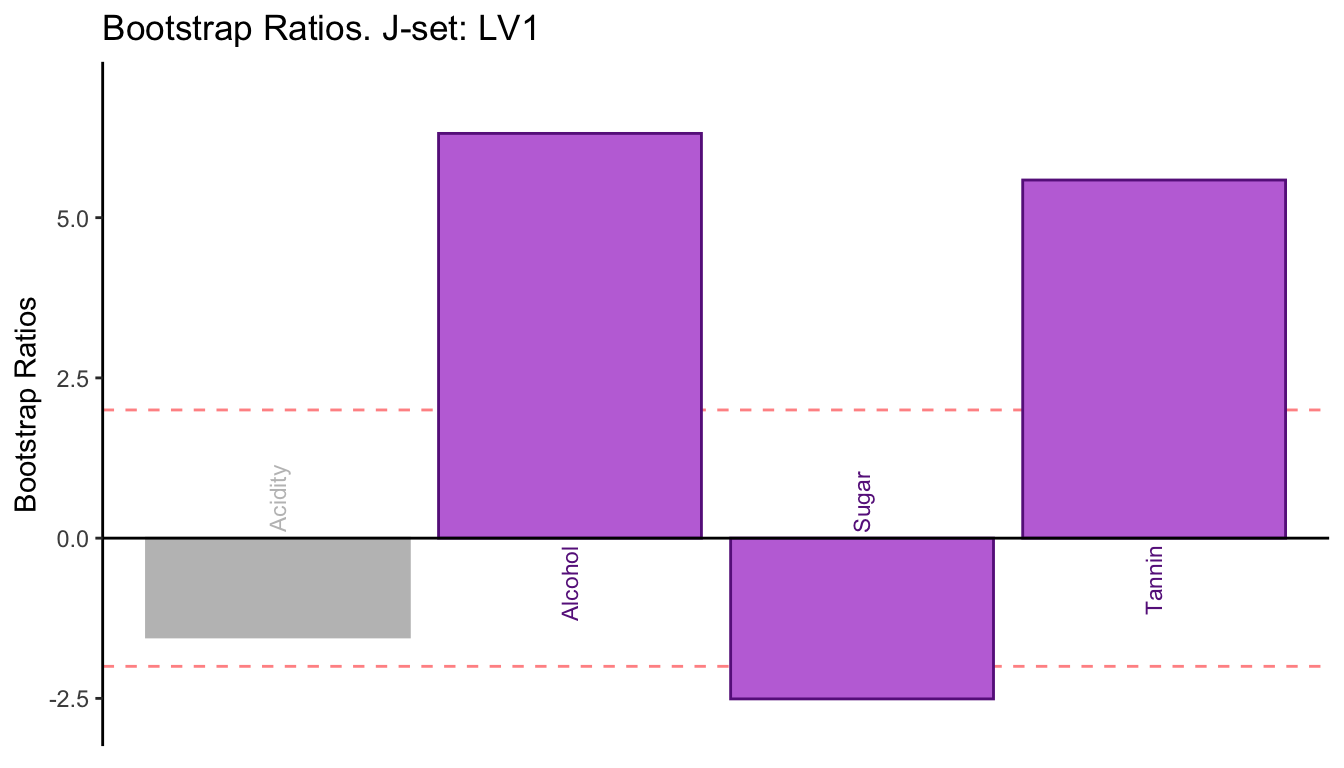 Bootstrap Ratios. J-set: LV1
Bootstrap Ratios
5.0
2.5
0.0
-2.5
Acidity
Alcohol
Sugar
Tannin